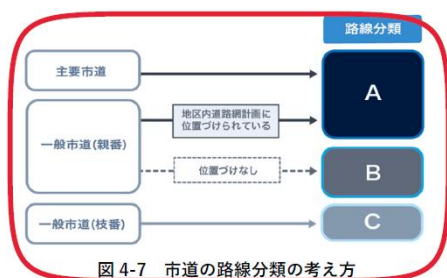 路線分類
主要市道
A
地区内道路網計画に
位置づけられている
一般市道(親番)
位置づけなし
B
一般市道(枝番)
C
図 4-7 市道の路線分類の考え方